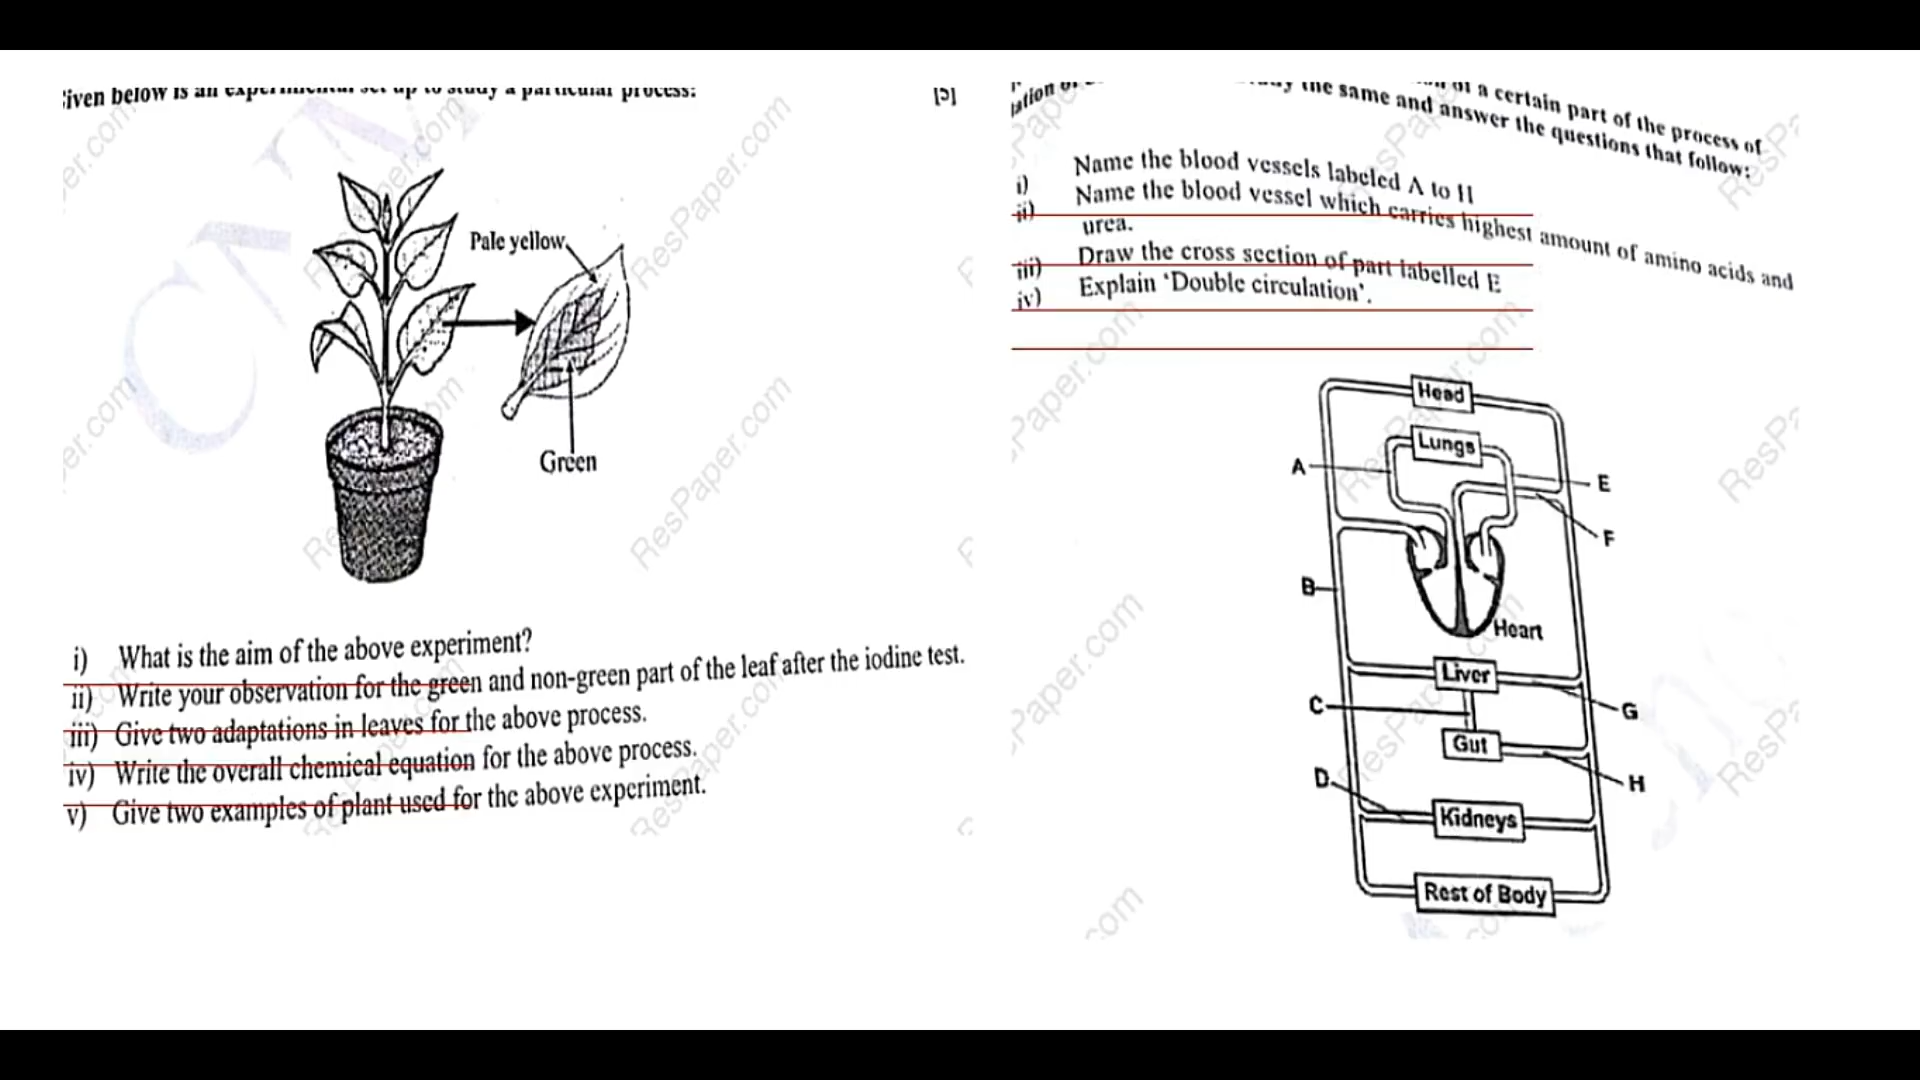 iven below is an experimental set up to study a particular process:
[5]
Pale yellow
Green
i) What is the aim of the above experiment?
ii) Write your observation for the green and non-green part of the leaf after the iodine test.
iii) Give two adaptations in leaves for the above process.
iv) Write the overall chemical equation for the above process.
v) Give two examples of plant used for the above experiment.
of a certain part of the process of
the same and answer the questions that follow:
i) Name the blood vessels labeled A to H
ii) Name the blood vessel which carries highest amount of amino acids and
urea.
iii) Draw the cross section of part labelled E
iv) Explain 'Double circulation'.
Head
Lungs
A
E
F
B
Heart
Liver
C
G
Gut
D
H
Kidneys
Rest of Body
ResPaper.com